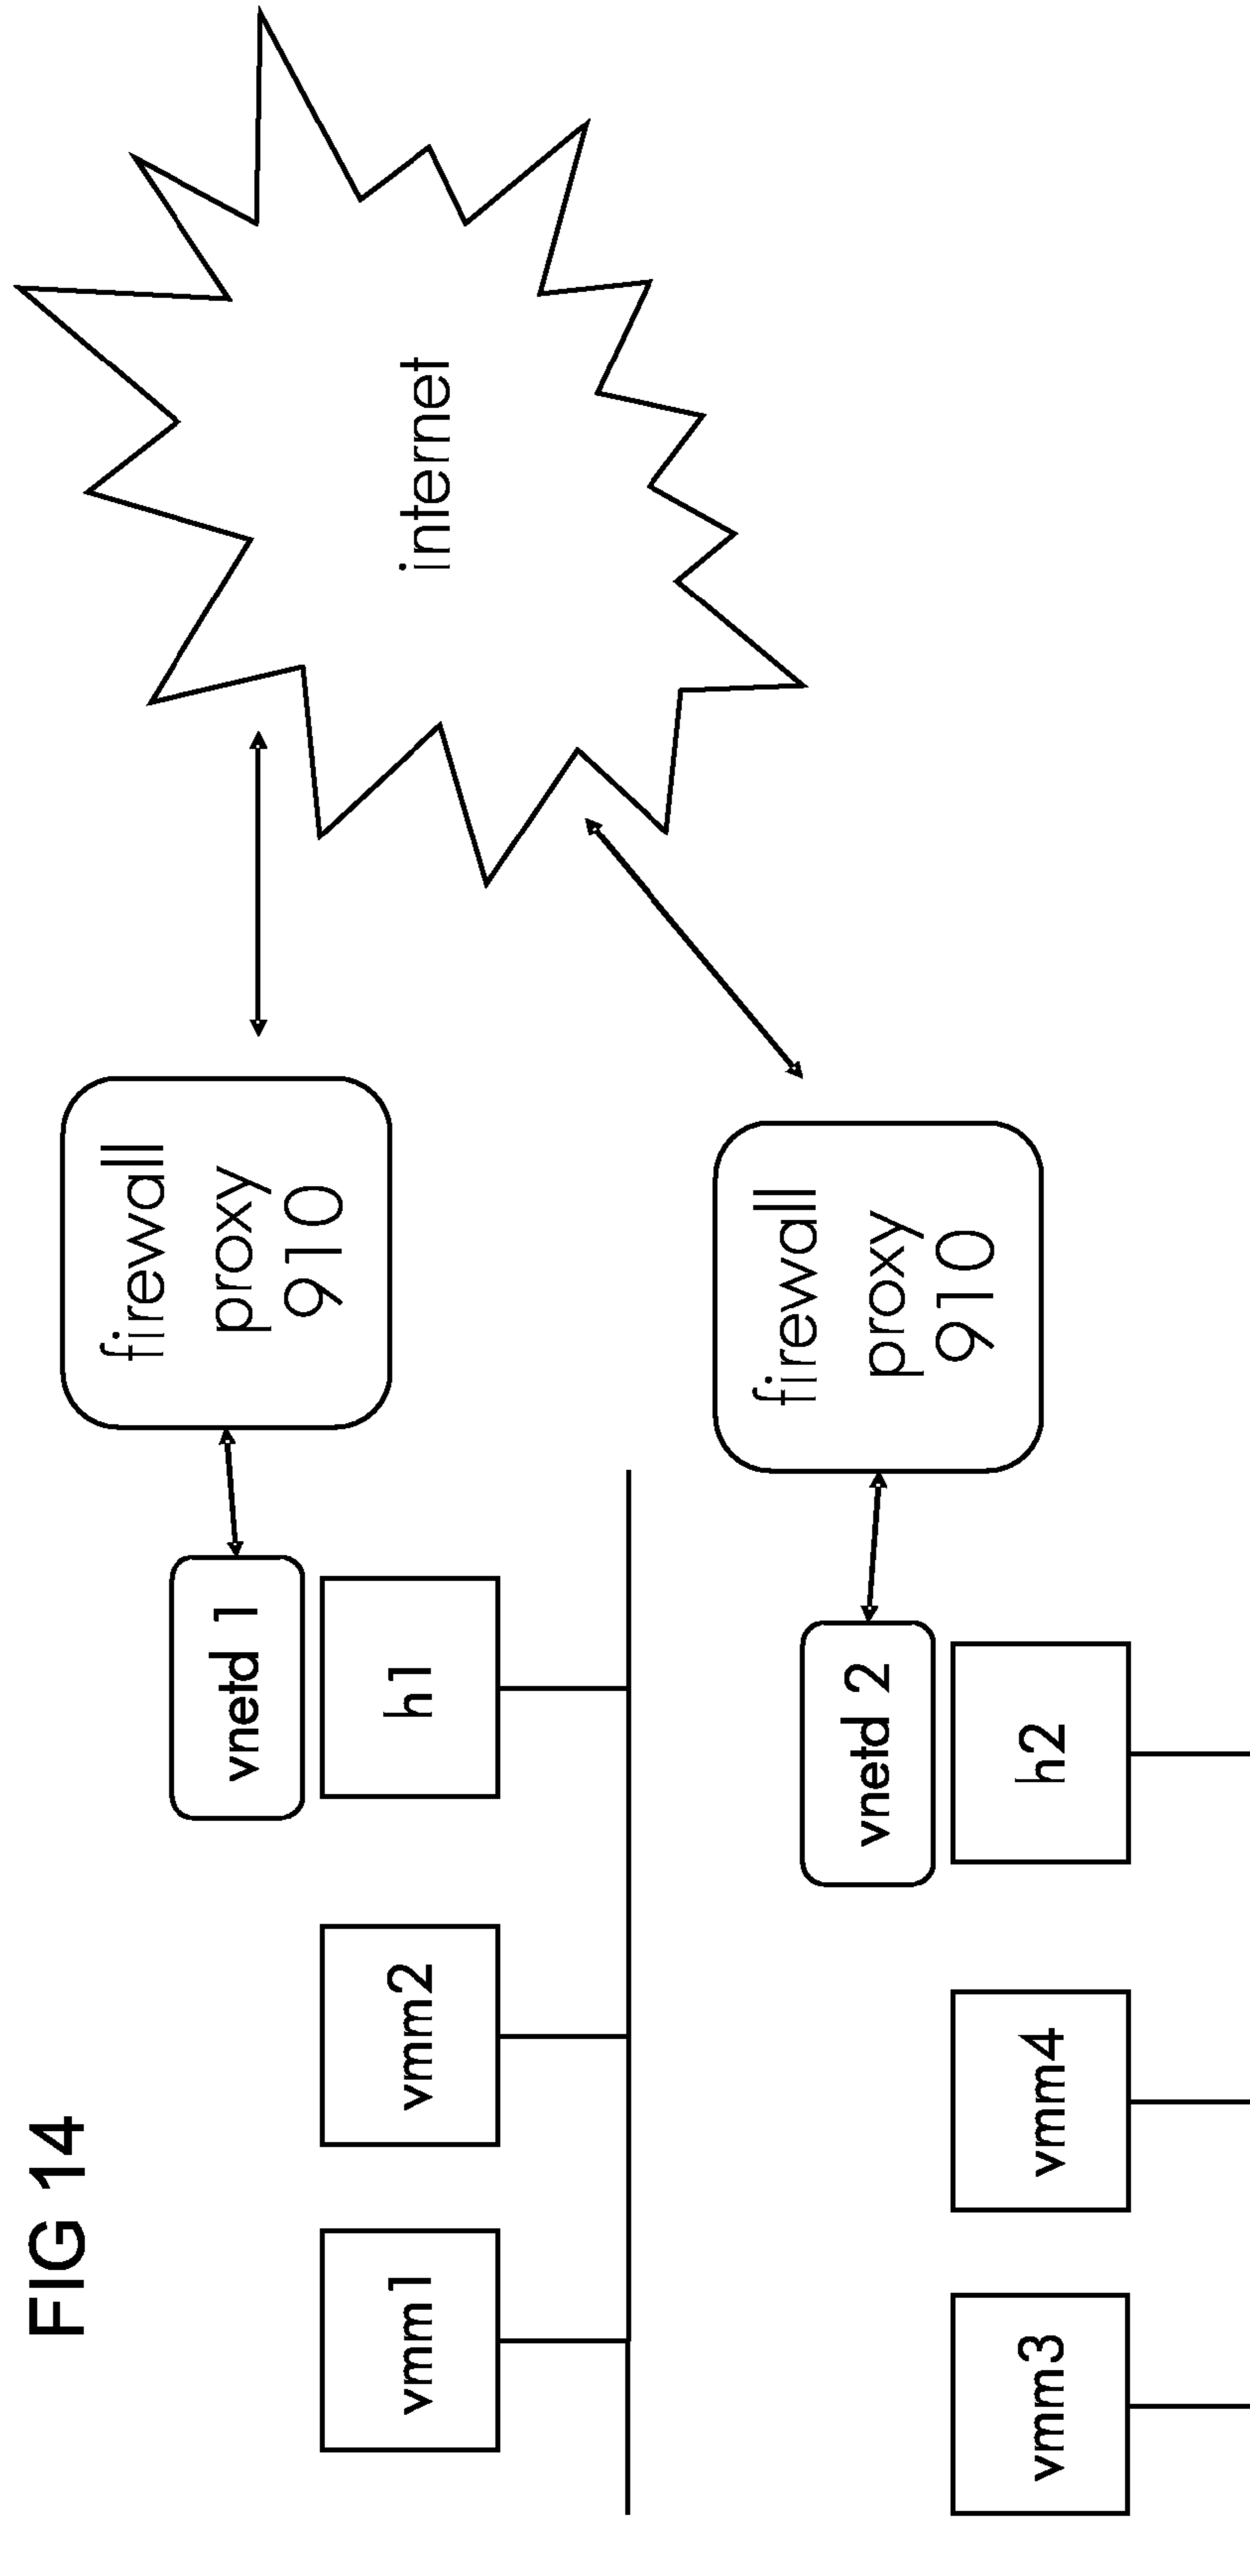 FIG 14
vmm1
vmm2
h1
vnetd 1
firewall
proxy
910
internet
vmm3
vmm4
h2
vnetd 2
firewall
proxy
910